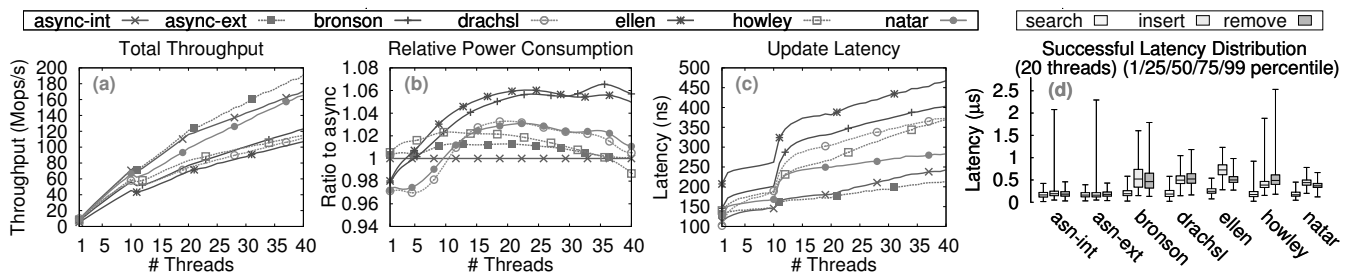 async-int async-ext bronson drachsl ellen howley natar
search insert remove
Total Throughput
(a)
Throughput (Mops/s)
200
180
160
140
120
100
80
60
40
20
0
1 5 10 15 20 25 30 35 40
# Threads
Relative Power Consumption
(b)
Ratio to async
1.08
1.06
1.04
1.02
1
0.98
0.96
0.94
1 5 10 15 20 25 30 35 40
# Threads
Update Latency
(c)
Latency (ns)
500
450
400
350
300
250
200
150
100
1 5 10 15 20 25 30 35 40
# Threads
Successful Latency Distribution
(20 threads) (1/25/50/75/99 percentile)
(d)
Latency (µs)
2.5
2
1.5
1
0.5
0
asn-int
asn-ext
bronson
drachsl
ellen
howley
natar